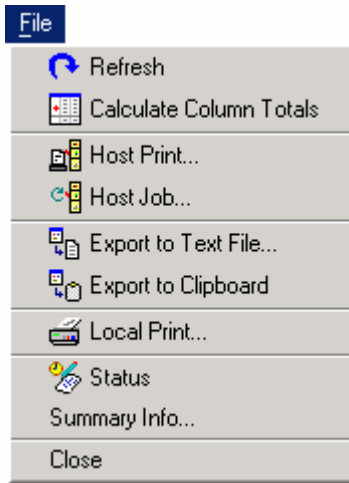 File
Refresh
Calculate Column Totals
Host Print...
Host Job...
Export to Text File...
Export to Clipboard
Local Print...
Status
Summary Info...
Close